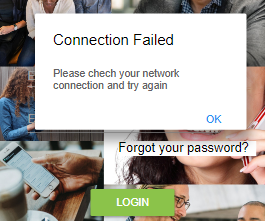 Connection Failed
Please chech your network
connection and try again
OK
Forgot your password?
LOGIN